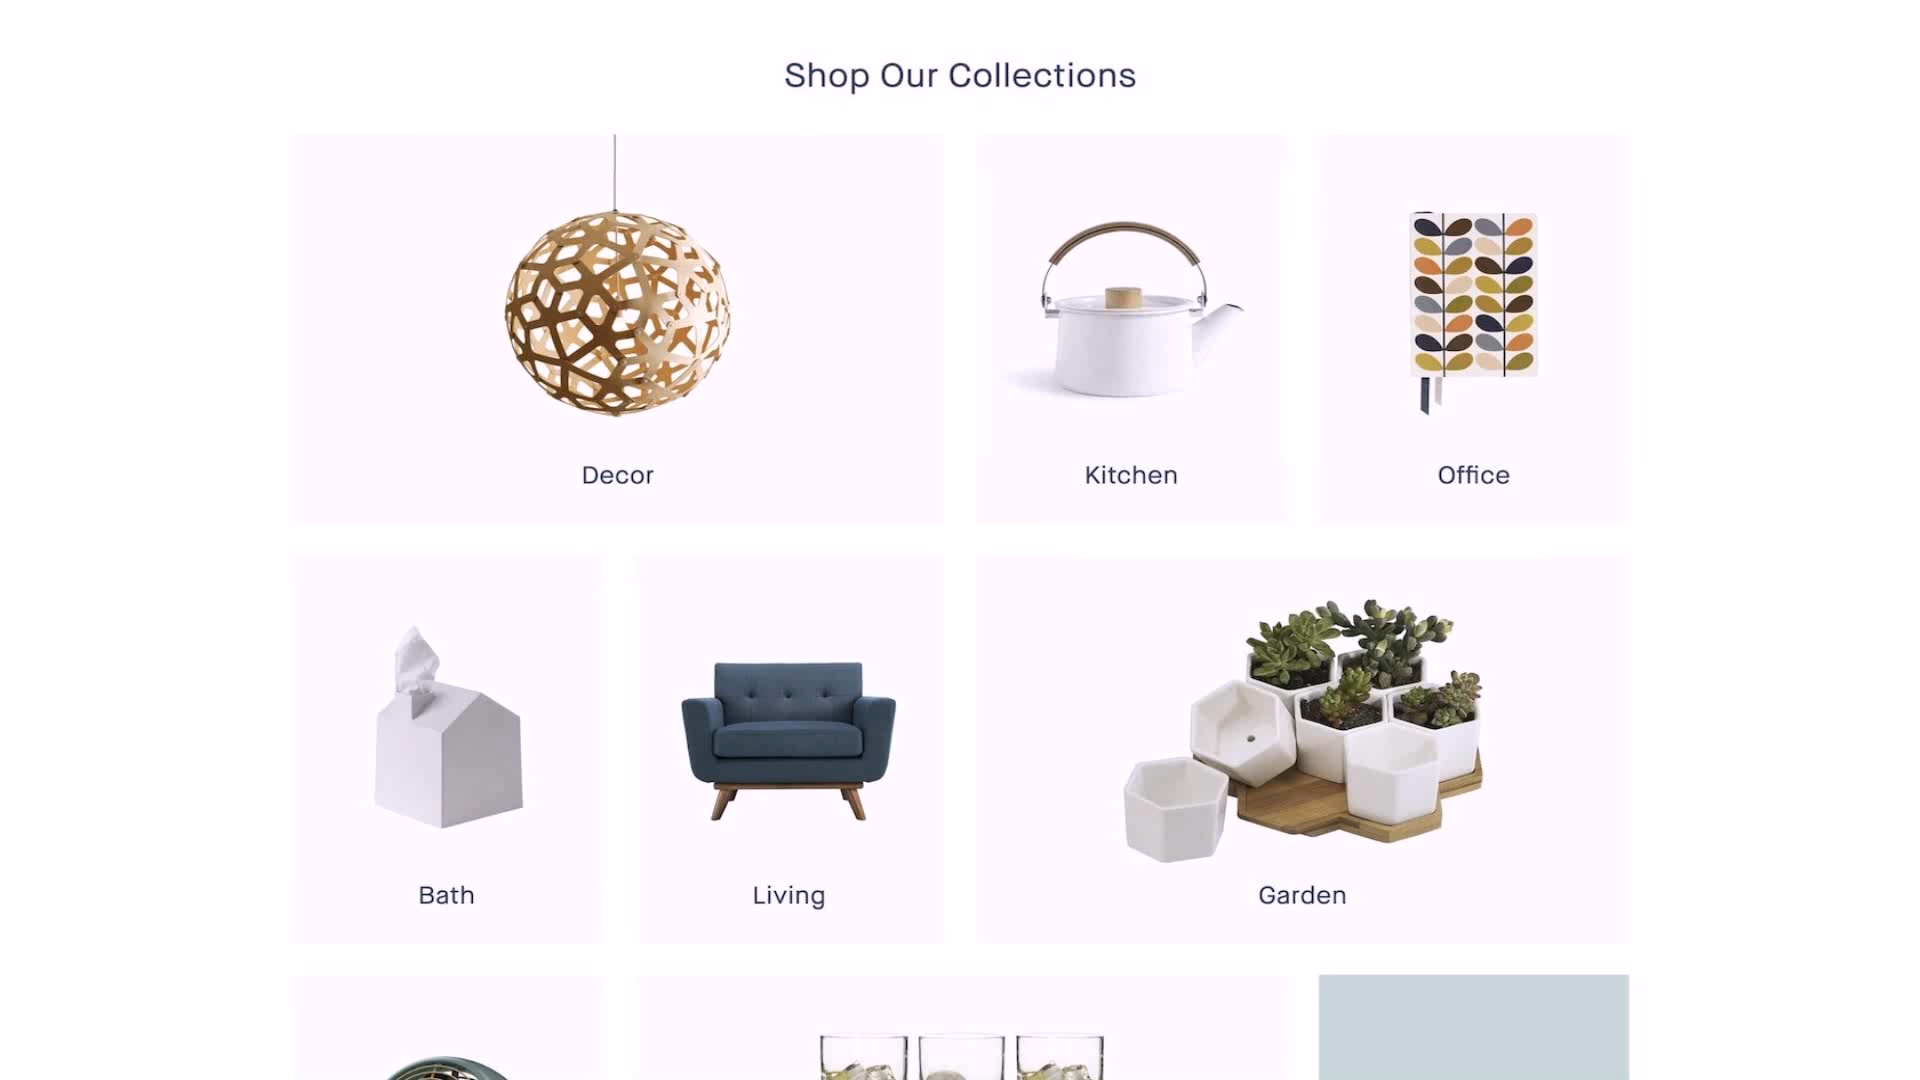 Shop Our Collections
Decor
Kitchen
Office
Bath
Living
Garden